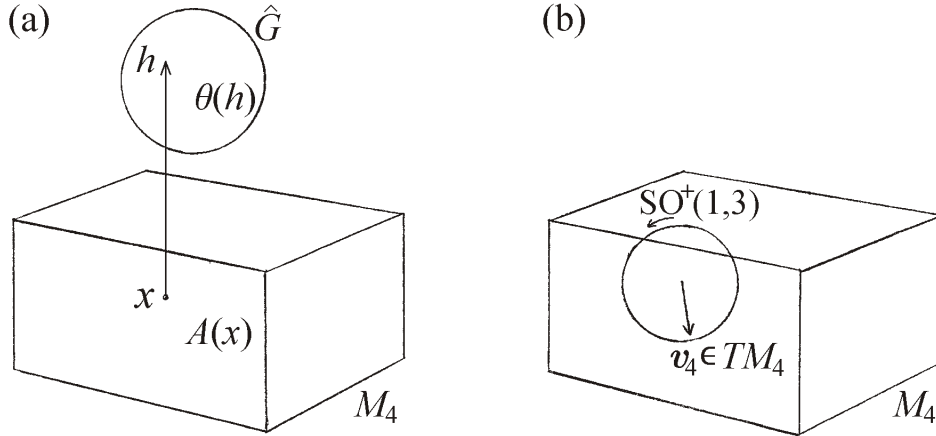 (a)
Ĝ
h
θ(h)
x
A(x)
M₄
(b)
SO⁺(1,3)
v₄ ∈ TM₄
M₄